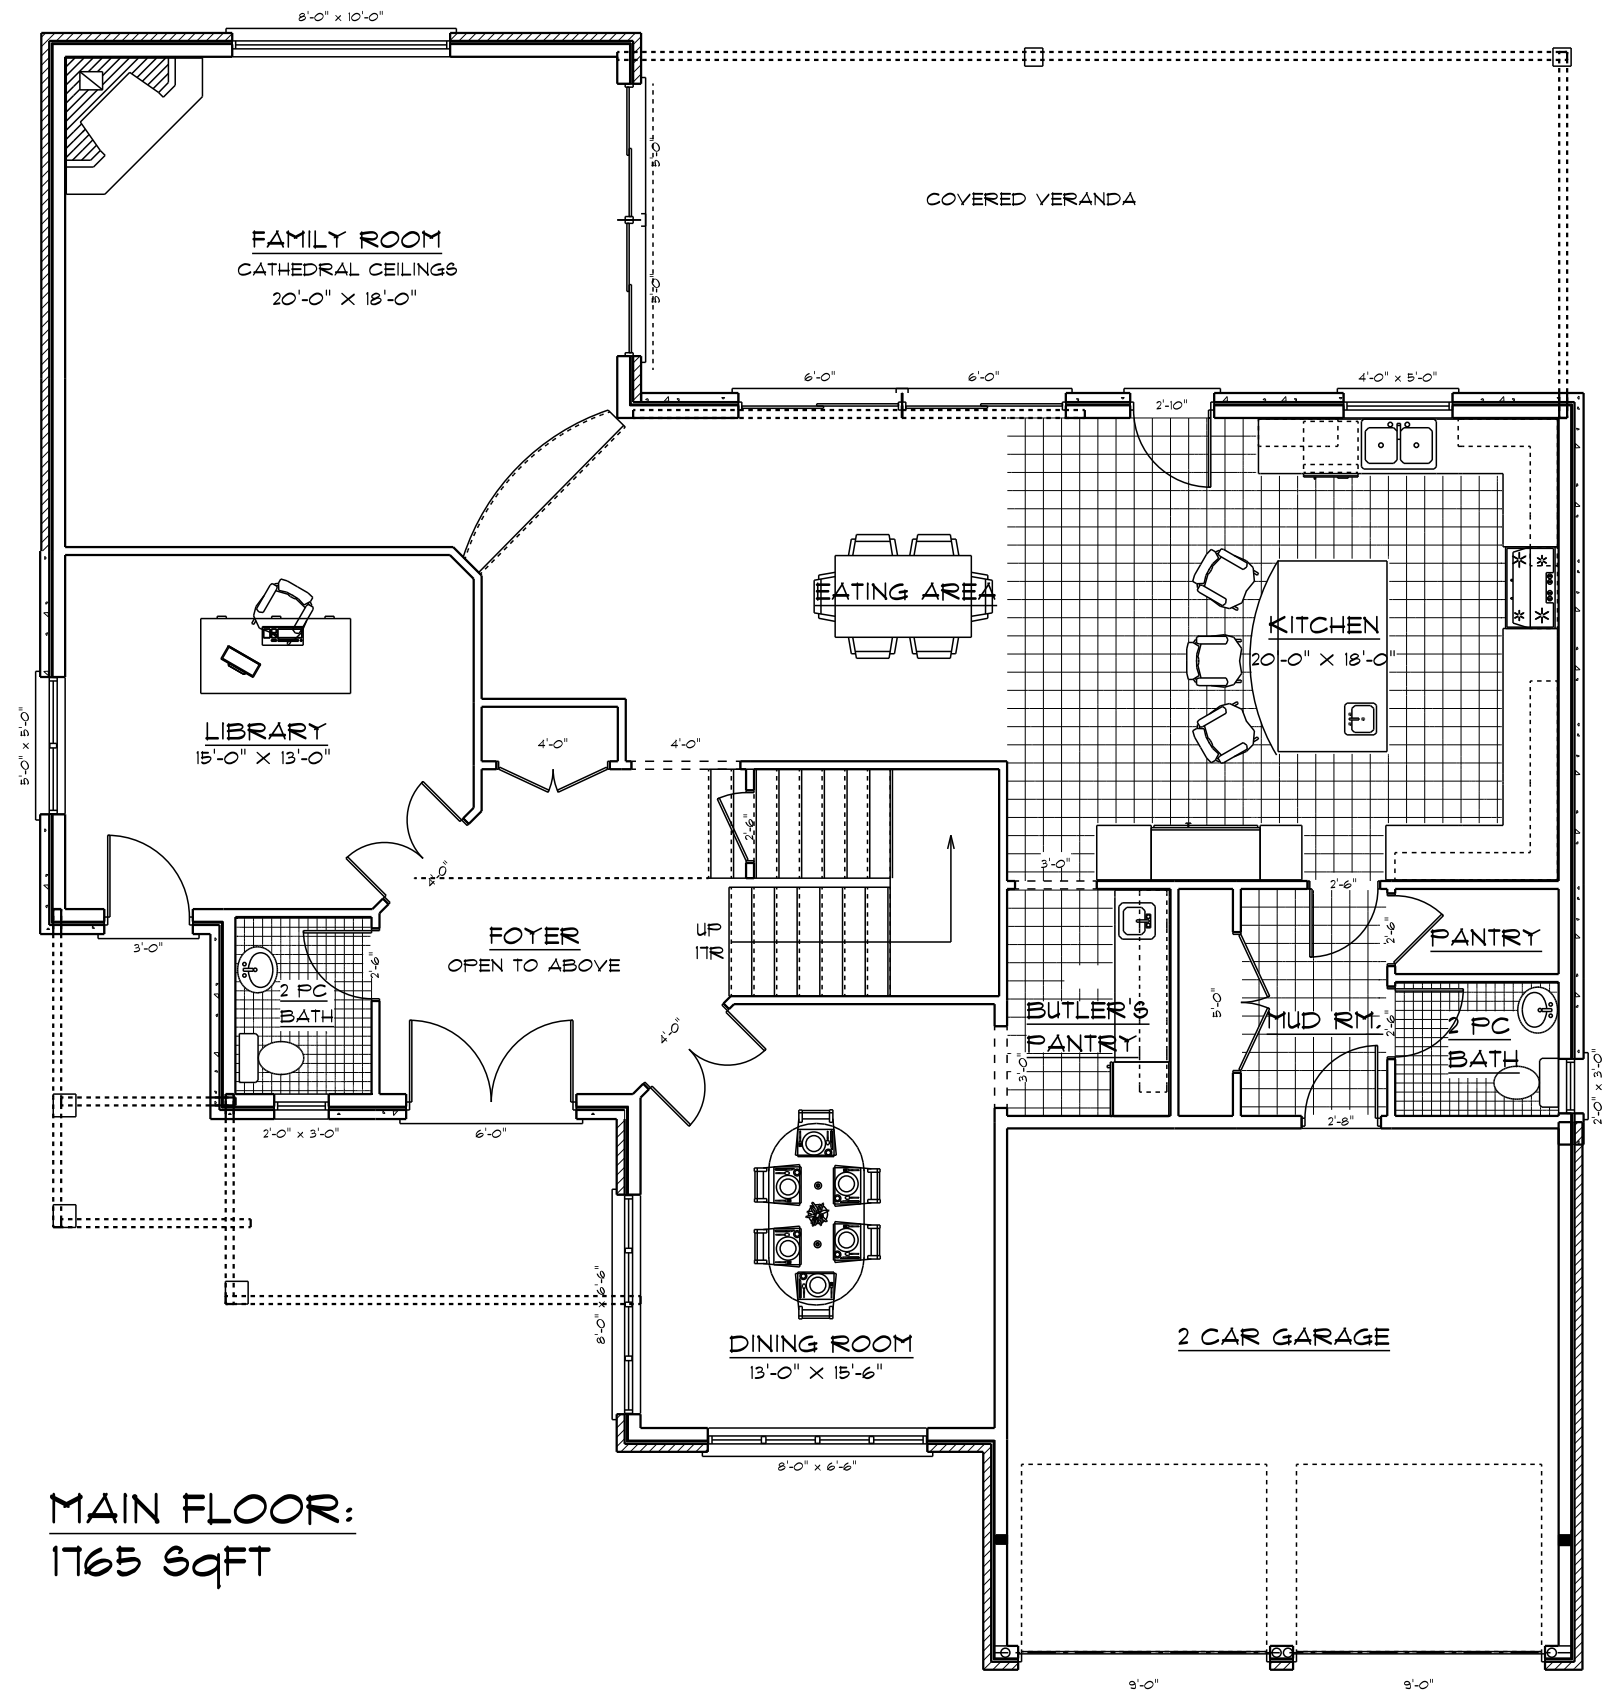 8'-0" x 10'-0"
5'-0"
COVERED VERANDA
FAMILY ROOM
CATHEDRAL CEILINGS
20'-0" X 18'-0"
5'-0"
6'-0"
6'-0"
4'-0" x 5'-0"
2'-10"
EATING AREA
KITCHEN
20'-0" X 18'-0"
LIBRARY
15'-0" X 13'-0"
5'-0" x 5'-0"
4'-0"
4'-0"
2'-6"
4'-0"
3'-0"
2'-6"
UP
17R
FOYER
OPEN TO ABOVE
3'-0"
2'-6"
2 PC
BATH
2'-6"
PANTRY
5'-0"
BUTLER'S
PANTRY
MUD RM.
2'-6"
2 PC
BATH
4'-0"
3'-0"
2'-0" x 3'-0"
2'-0" x 3'-0"
6'-0"
2'-8"
8'-0" x 6'-6"
DINING ROOM
13'-0" X 15'-6"
2 CAR GARAGE
8'-0" x 6'-6"
MAIN FLOOR:
1765 SqFT
9'-0"
9'-0"